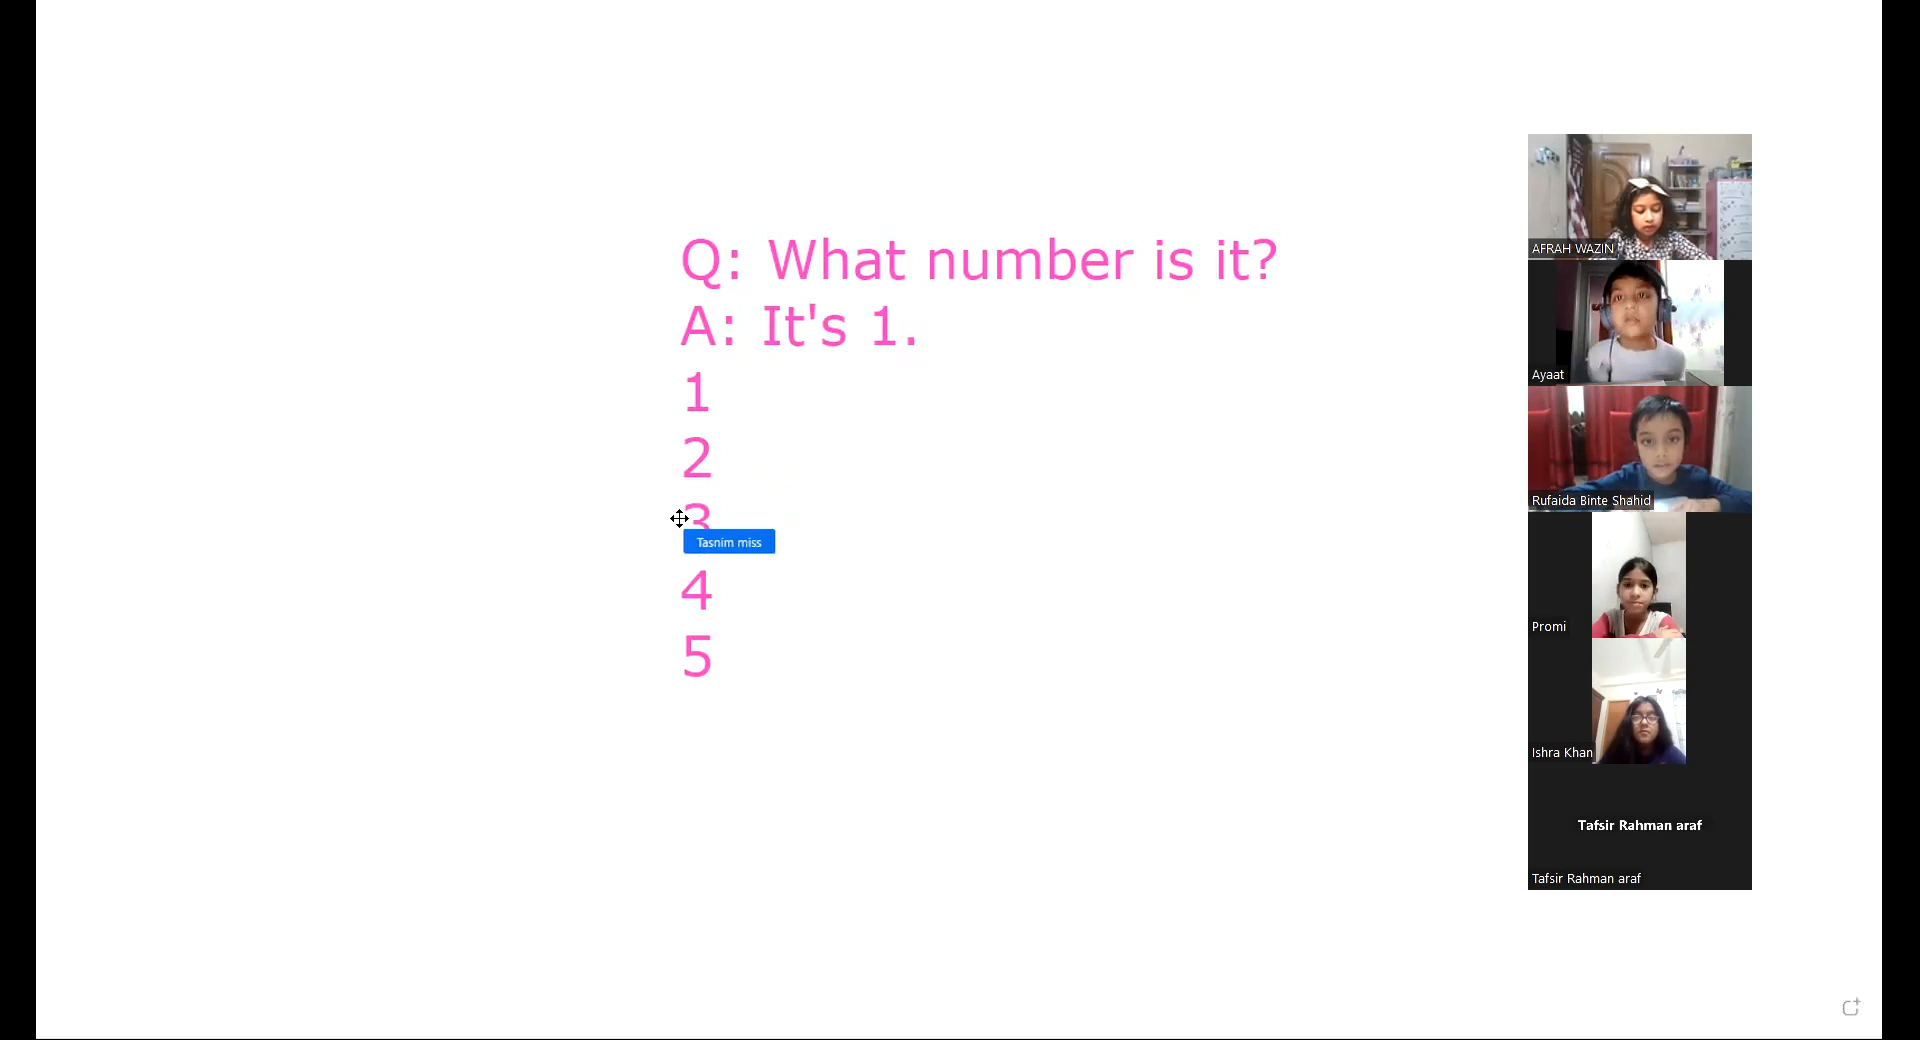 Q: What number is it?
A: It's 1.
1
2
3
Tasnim miss
4
5
AFRAH WAZIN
Ayaat
Rufaida Binte Shahid
Promi
Ishra Khan
Tafsir Rahman araf
Tafsir Rahman araf